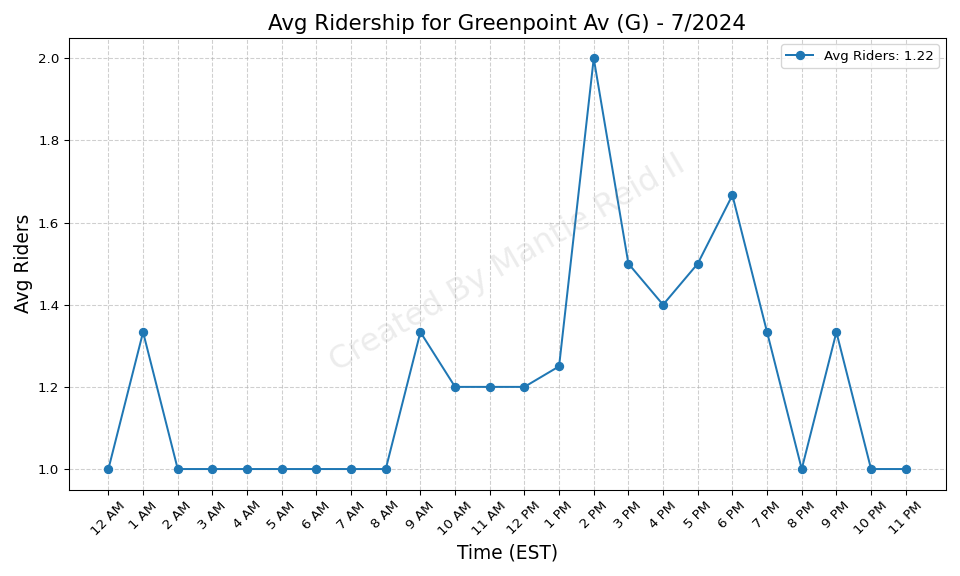 Avg Ridership for Greenpoint Av (G) - 7/2024
Avg Riders: 1.22
2.0
1.8
1.6
1.4
1.2
1.0
Avg Riders
Created By Mantie Reid II
12 AM
1 AM
2 AM
3 AM
4 AM
5 AM
6 AM
7 AM
8 AM
9 AM
10 AM
11 AM
12 PM
1 PM
2 PM
3 PM
4 PM
5 PM
6 PM
7 PM
8 PM
9 PM
10 PM
11 PM
Time (EST)